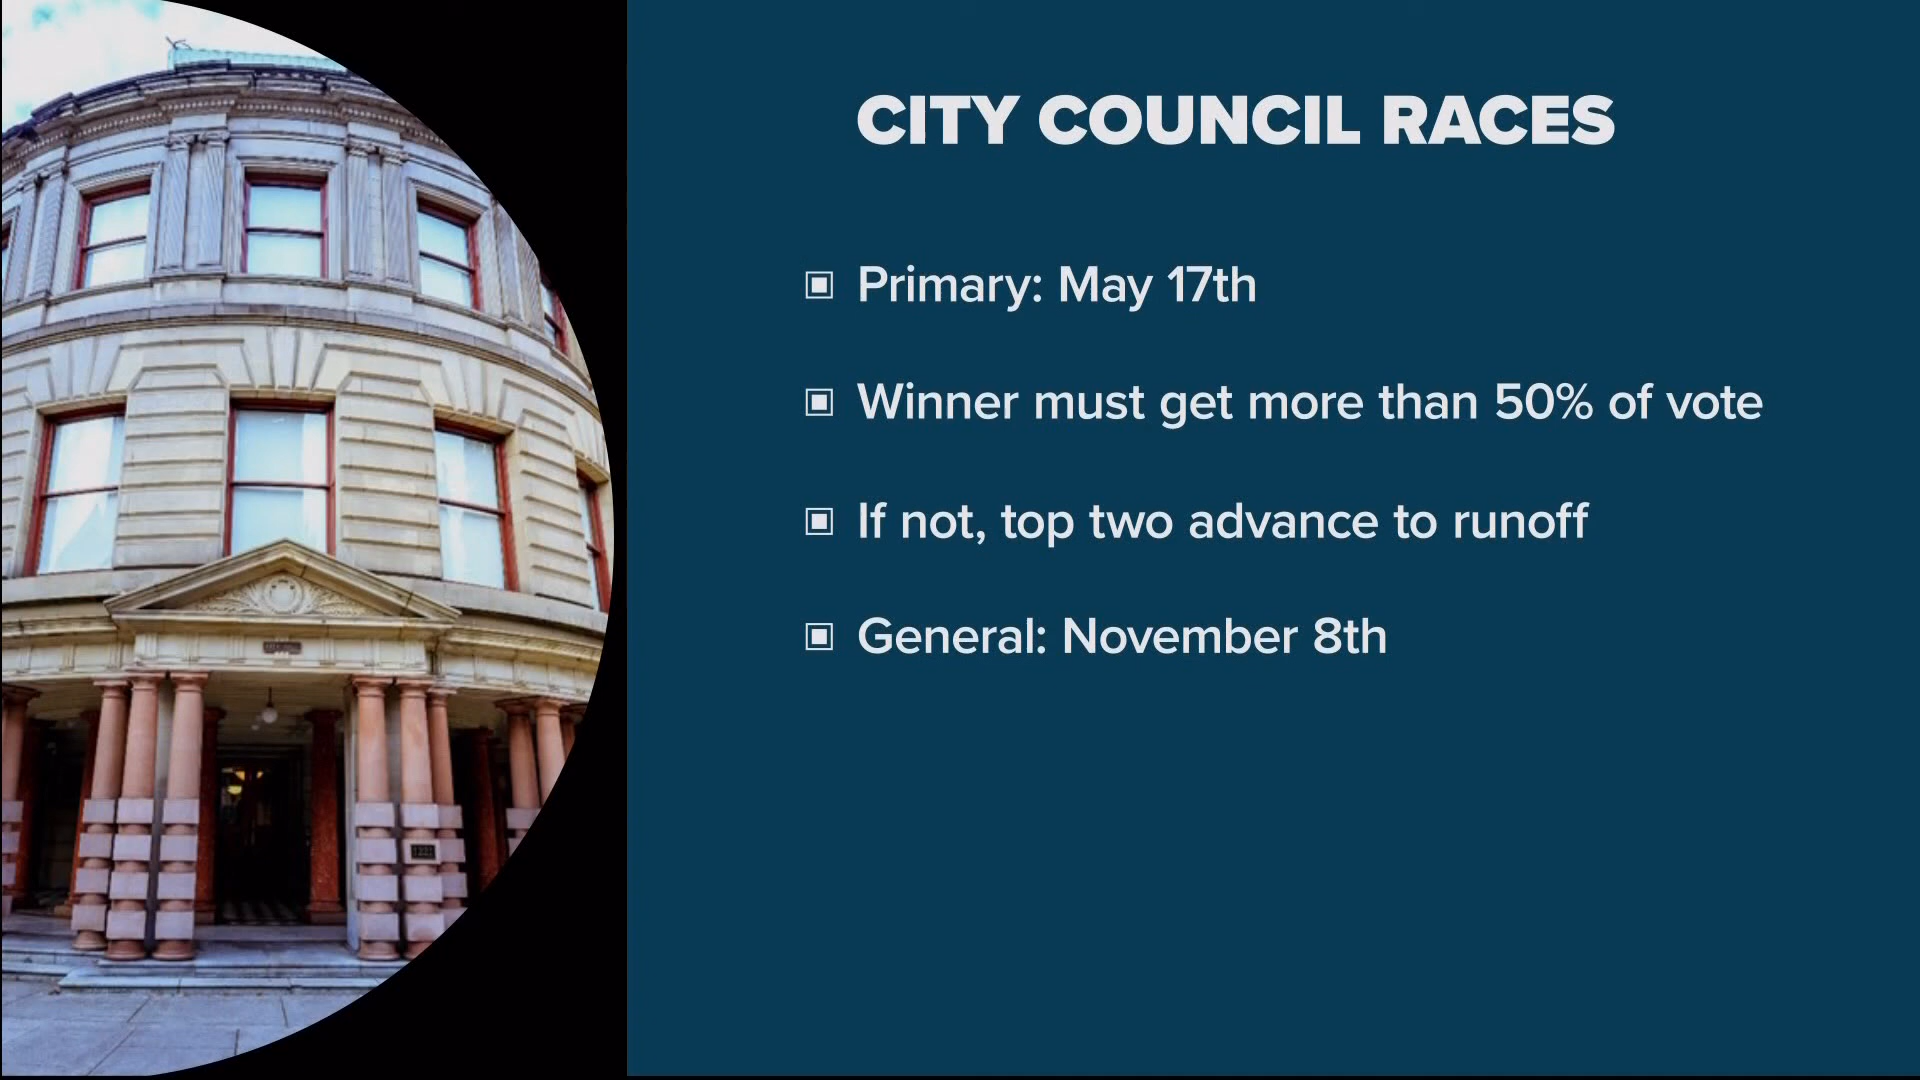 CITY COUNCIL RACES
Primary: May 17th
Winner must get more than 50% of vote
If not, top two advance to runoff
General: November 8th
1221